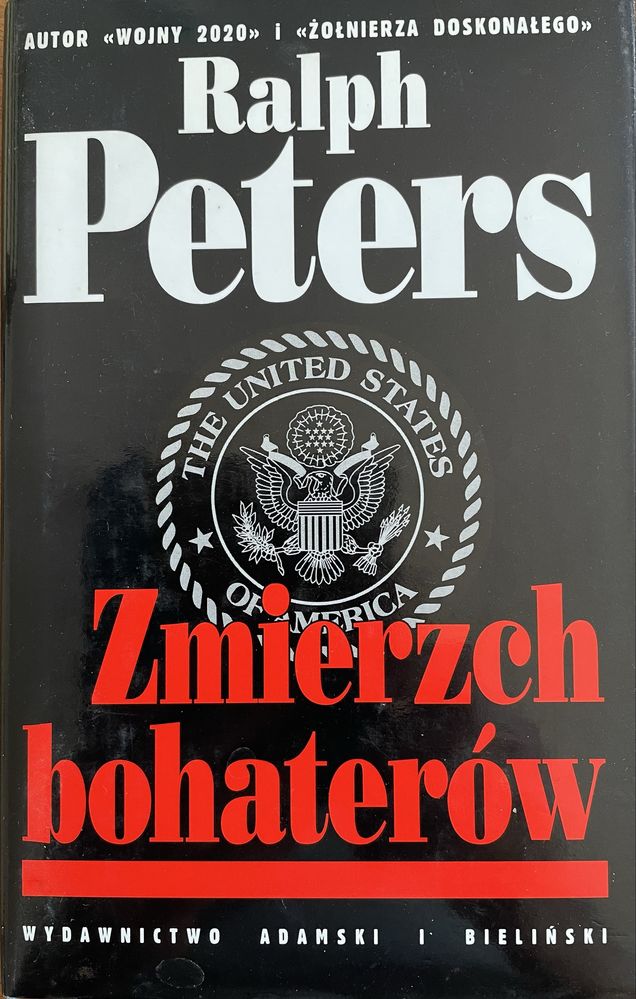 AUTOR «WOJNY 2020» i «ŻOŁNIERZA DOSKONAŁEGO»
Ralph
Peters
THE UNITED STATES
OF AMERICA
Zmierzch
bohaterów
WYDAWNICTWO ADAMSKI I BIELIŃSKI